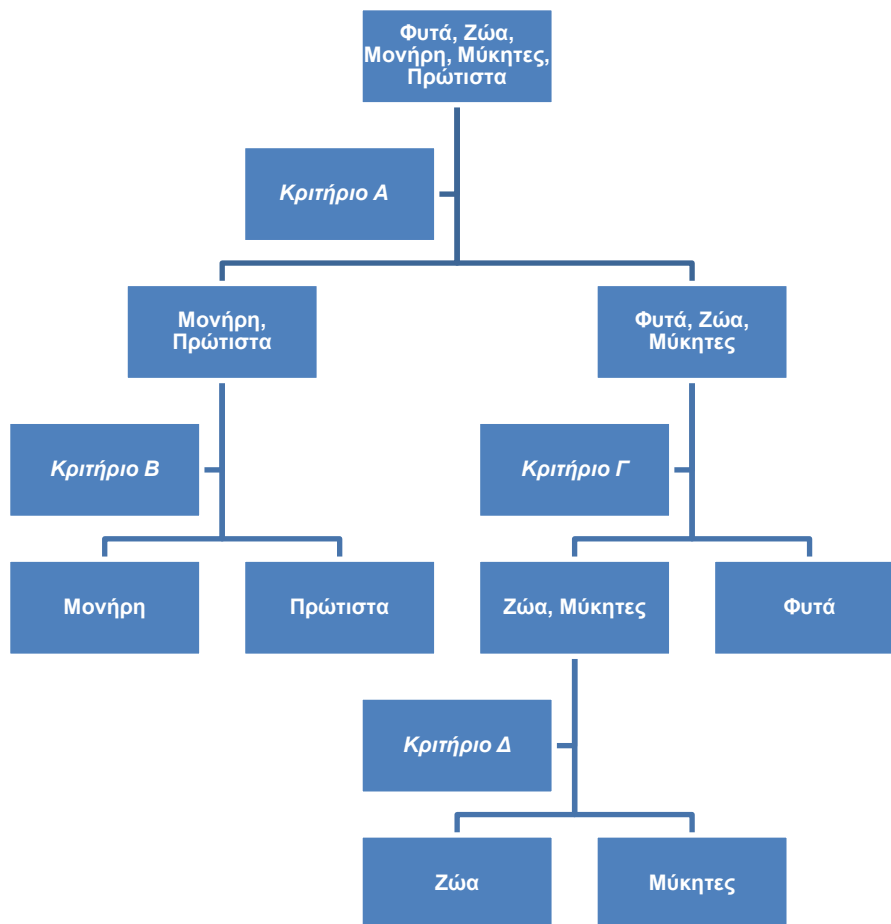 Φυτά, Ζώα,
Μονήρη, Μύκητες,
Πρώτιστα
Κριτήριο Α
Μονήρη,
Πρώτιστα
Φυτά, Ζώα,
Μύκητες
Κριτήριο Β
Κριτήριο Γ
Μονήρη
Πρώτιστα
Ζώα, Μύκητες
Φυτά
Κριτήριο Δ
Ζώα
Μύκητες